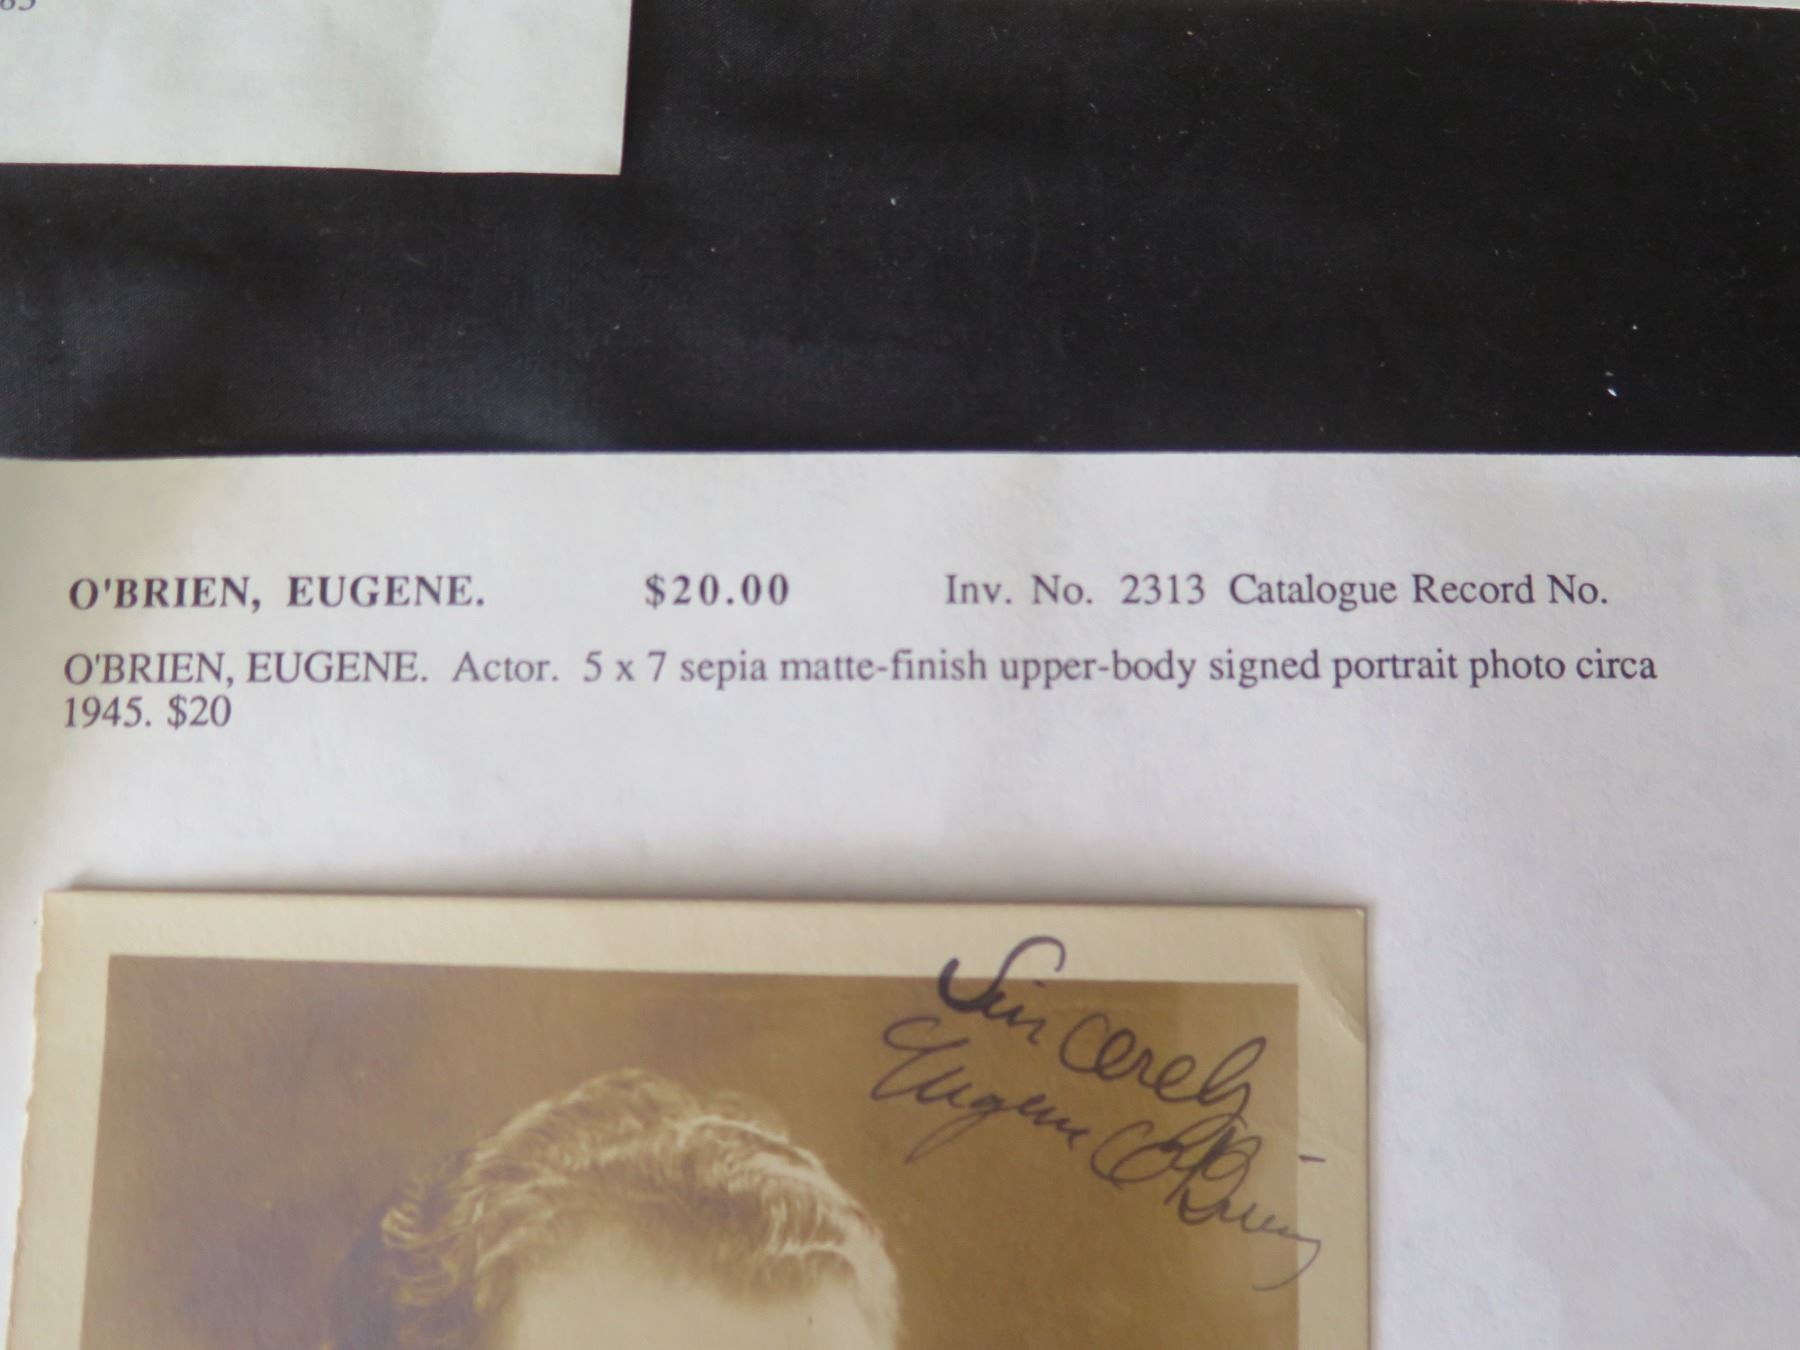 85
O'BRIEN, EUGENE. $20.00 Inv. No. 2313 Catalogue Record No.
O'BRIEN, EUGENE. Actor. 5 x 7 sepia matte-finish upper-body signed portrait photo circa
1945. $20
Sincerely
Eugene O'Brien